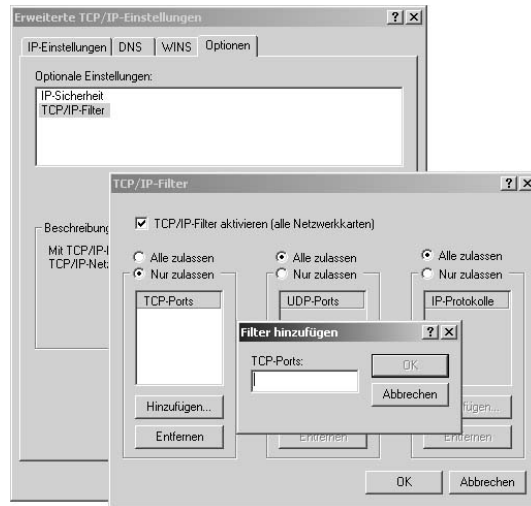 Erweiterte TCP/IP-Einstellungen
IP-Einstellungen DNS WINS Optionen
Optionale Einstellungen:
IP-Sicherheit
TCP/IP-Filter
Beschreibung
Mit TCP/IP-
TCP/IP-Net
TCP/IP-Filter
TCP/IP-Filter aktivieren (alle Netzwerkkarten)
Alle zulassen Alle zulassen Alle zulassen
Nur zulassen Nur zulassen Nur zulassen
TCP-Ports UDP-Ports IP-Protokolle
Filter hinzufügen
TCP-Ports:
OK
Abbrechen
Hinzufügen... fügen...
Entfernen Entfernen Entfernen
OK Abbrechen